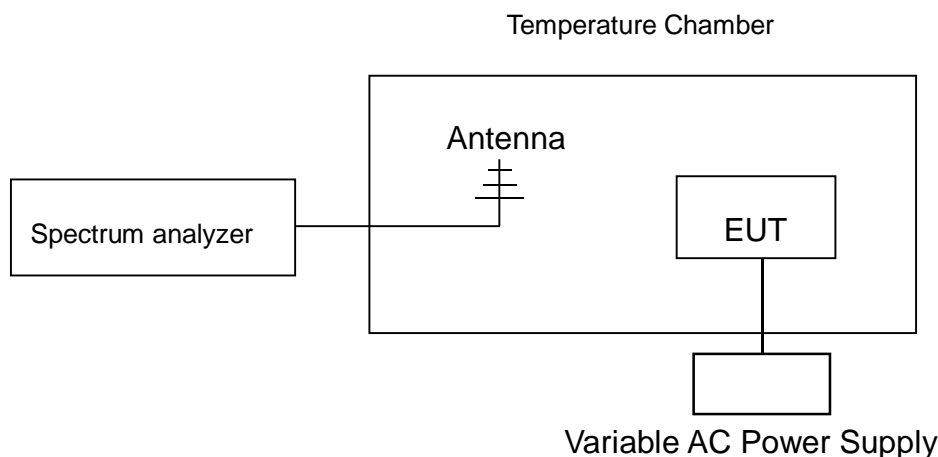 Temperature Chamber
Antenna
Spectrum analyzer
EUT
Variable AC Power Supply